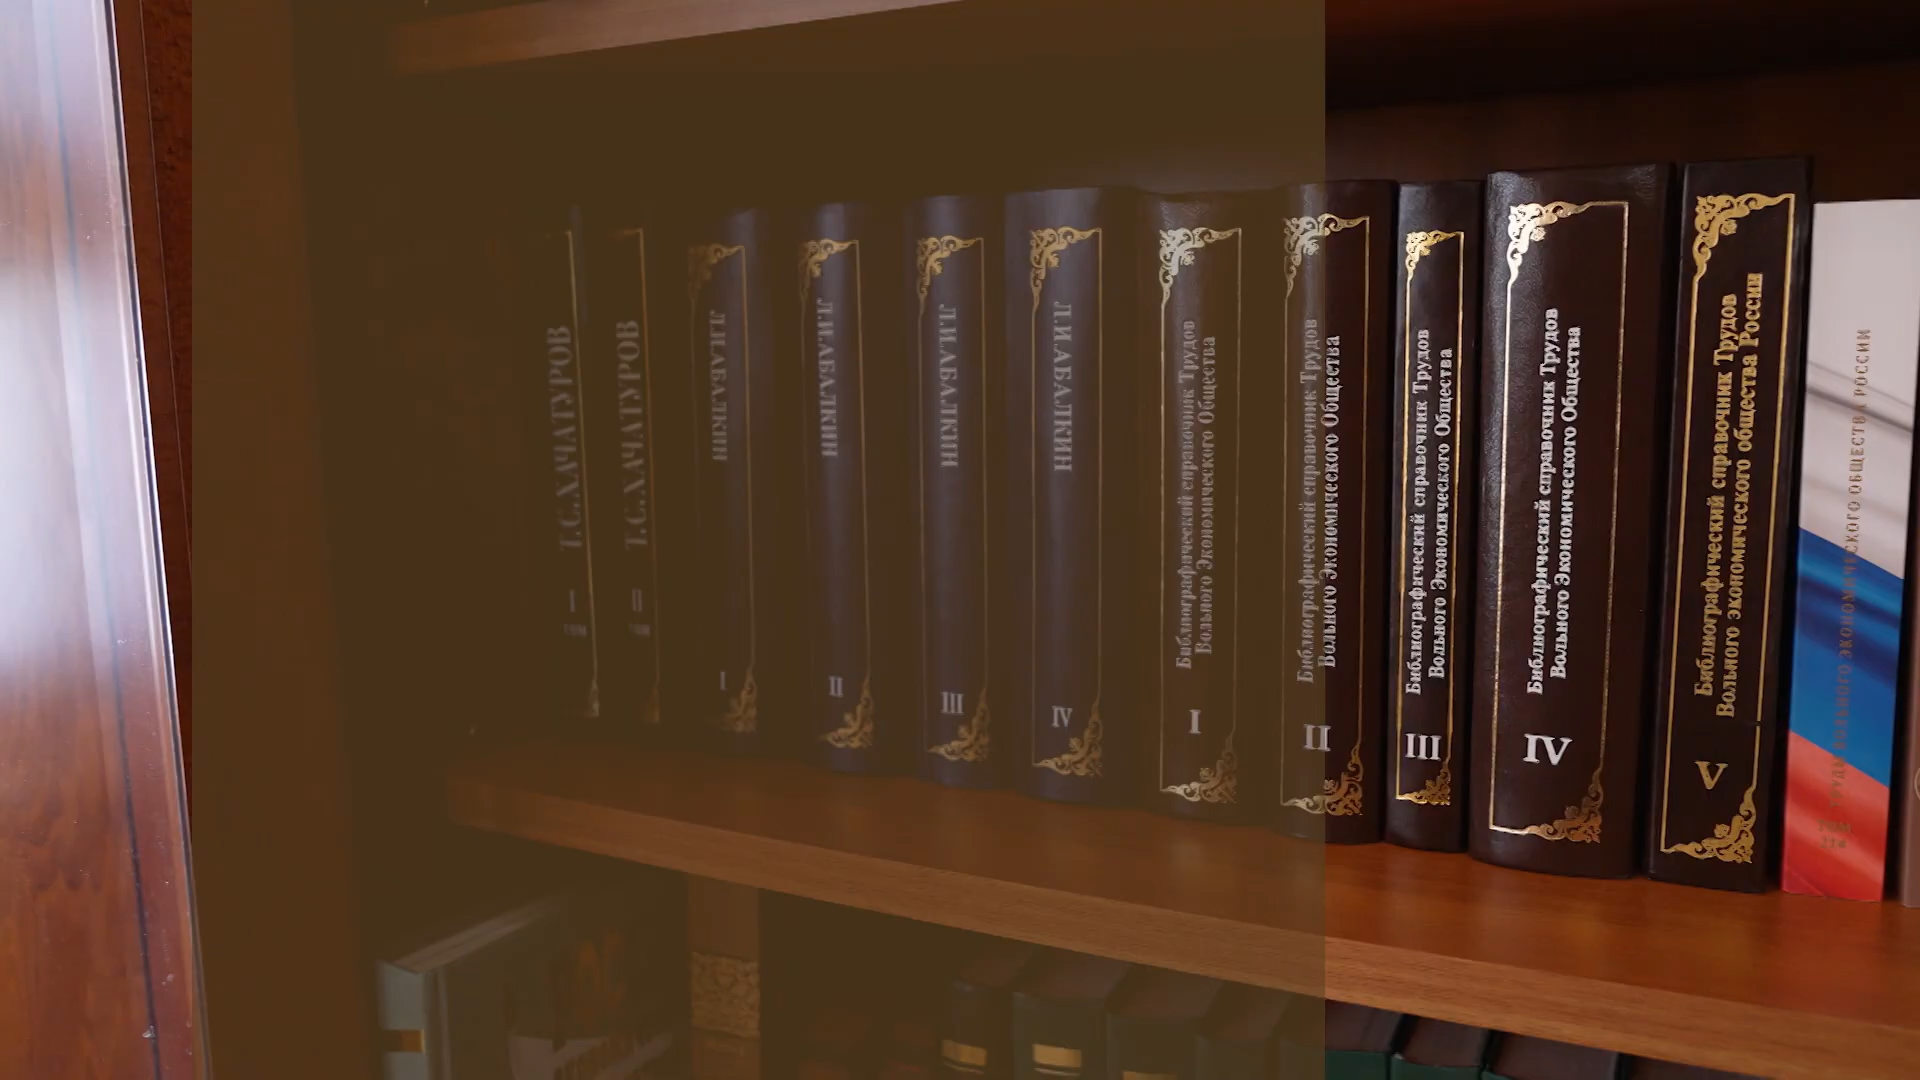 Т.С.ХАЧАТУРОВ
I
ТОМ
Т.С.ХАЧАТУРОВ
II
ТОМ
Л.И.АБАЛКИН
I
Л.И.АБАЛКИН
II
Л.И.АБАЛКИН
III
Л.И.АБАЛКИН
IV
Библиографический справочник Трудов
Вольного Экономического Общества
I
Библиографический справочник Трудов
Вольного Экономического Общества
II
Библиографический справочник Трудов
Вольного Экономического Общества
III
Библиографический справочник Трудов
Вольного Экономического Общества
IV
Библиографический справочник Трудов
Вольного экономического общества России
V
ТРУДЫ ВОЛЬНОГО ЭКОНОМИЧЕСКОГО ОБЩЕСТВА РОССИИ
ТОМ